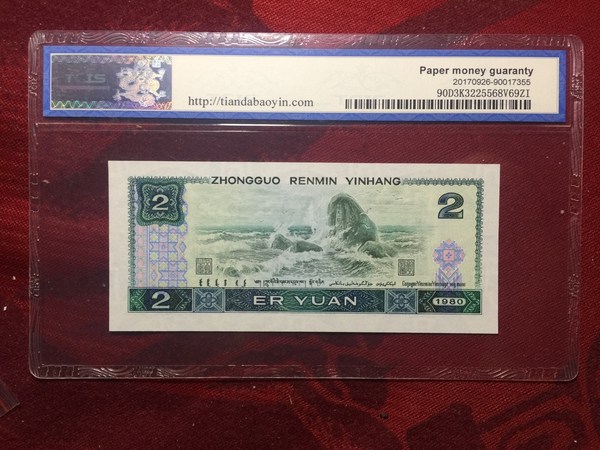 Paper money guaranty
20170926-90017355
http://tiandabaoyin.com
90D3K3225568V69ZI
ZHONGGUO RENMIN YINHANG
2
2
2
ER YUAN
1980